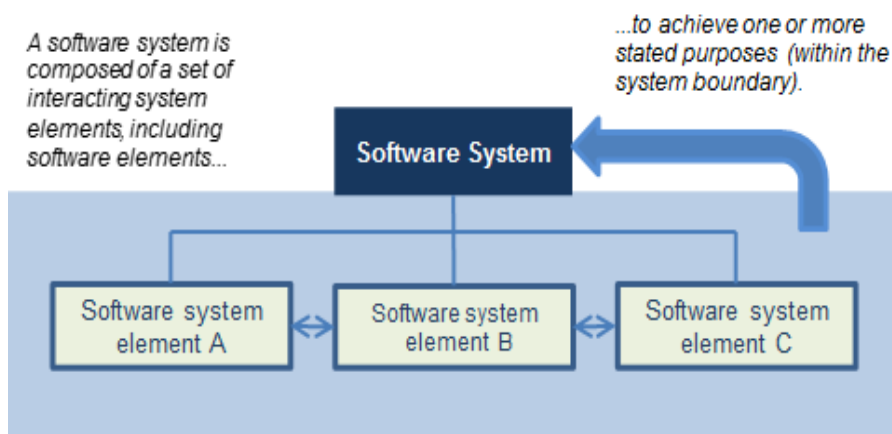 A software system is
composed of a set of
interacting system
elements, including
software elements...
...to achieve one or more
stated purposes (within the
system boundary).
Software System
Software system
element A
Software system
element B
Software system
element C